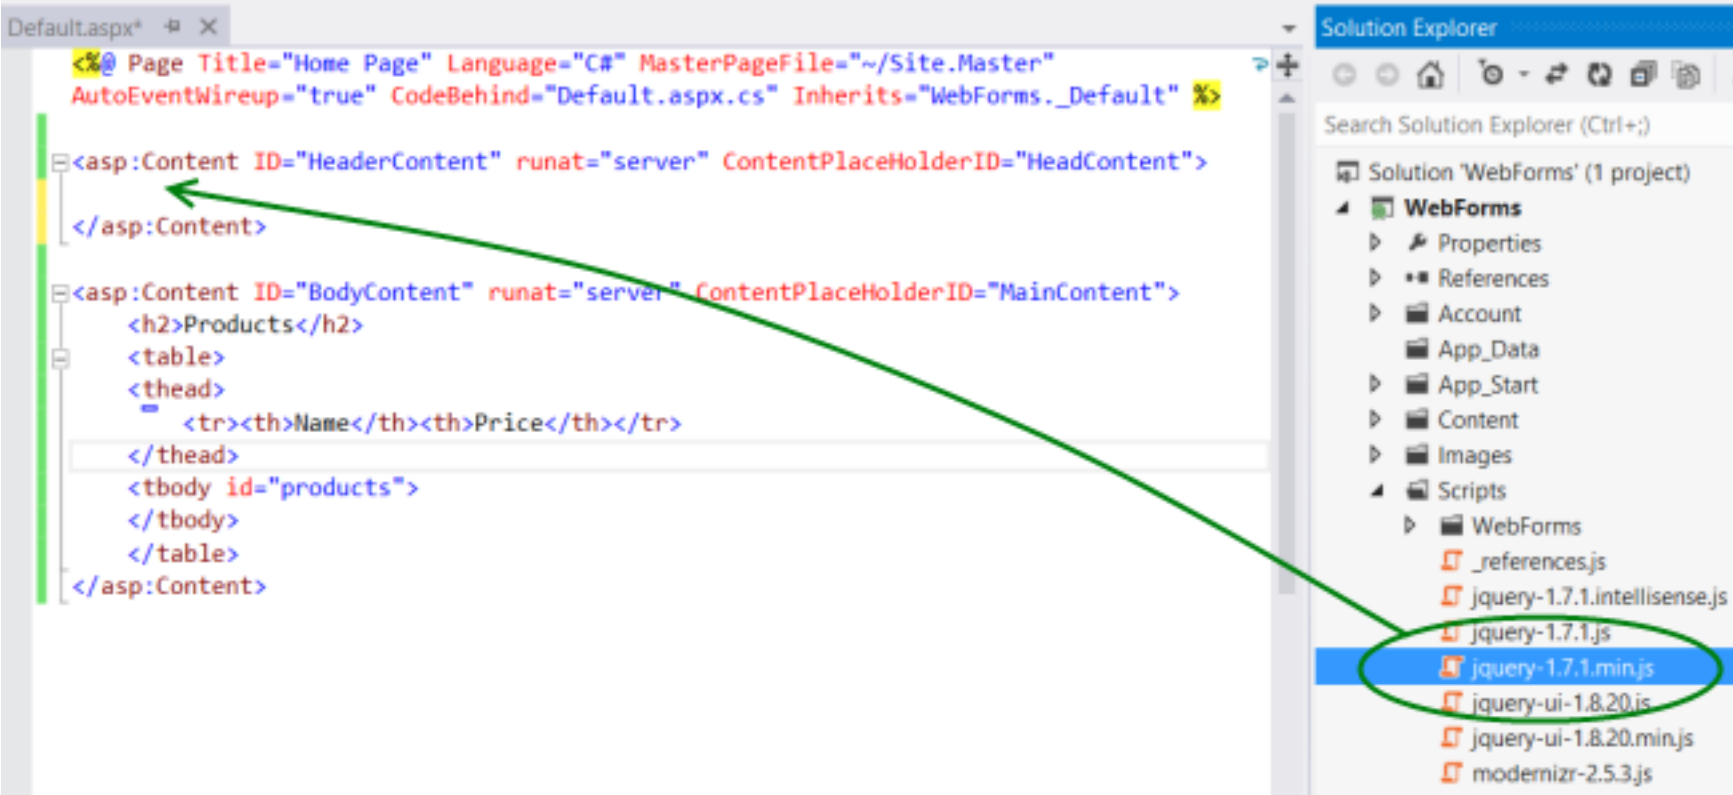 Default.aspx*
<%@ Page Title="Home Page" Language="C#" MasterPageFile="~/Site.Master"
AutoEventWireup="true" CodeBehind="Default.aspx.cs" Inherits="WebForms._Default" %>
<asp:Content ID="HeaderContent" runat="server" ContentPlaceHolderID="HeadContent">
</asp:Content>
<asp:Content ID="BodyContent" runat="server" ContentPlaceHolderID="MainContent">
<h2>Products</h2>
<table>
<thead>
<tr><th>Name</th><th>Price</th></tr>
</thead>
<tbody id="products">
</tbody>
</table>
</asp:Content>
Solution Explorer
Search Solution Explorer (Ctrl+;)
Solution 'WebForms' (1 project)
WebForms
Properties
References
Account
App_Data
App_Start
Content
Images
Scripts
WebForms
_references.js
jquery-1.7.1.intellisense.js
jquery-1.7.1.js
jquery-1.7.1.min.js
jquery-ui-1.8.20.js
jquery-ui-1.8.20.min.js
modernizr-2.5.3.js